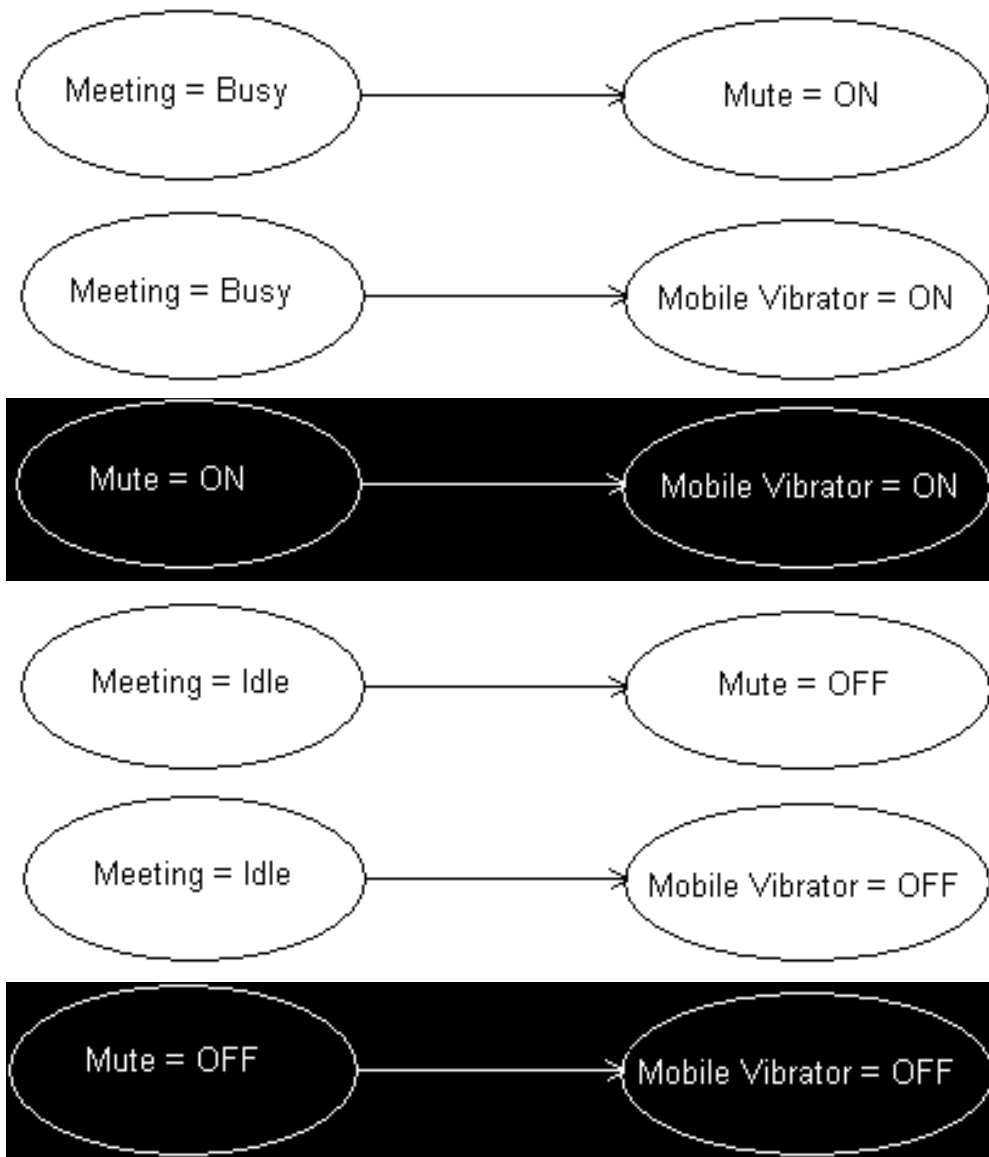 Meeting = Busy
Mute = ON
Meeting = Busy
Mobile Vibrator = ON
Mute = ON
Mobile Vibrator = ON
Meeting = Idle
Mute = OFF
Meeting = Idle
Mobile Vibrator = OFF
Mute = OFF
Mobile Vibrator = OFF